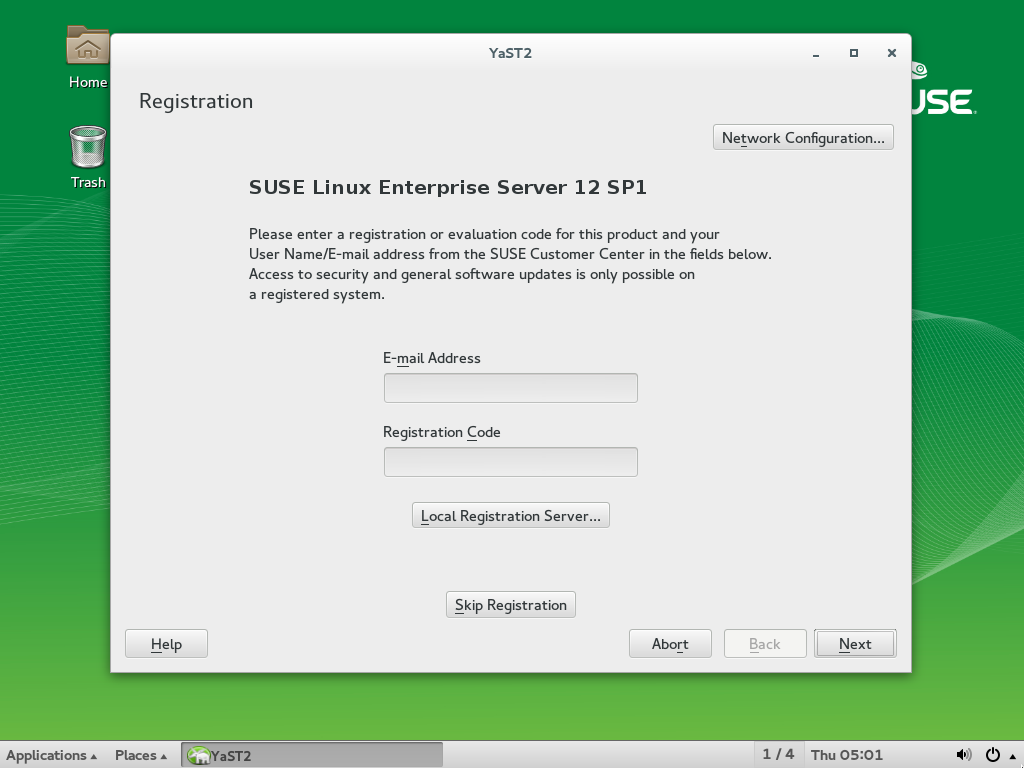 YaST2
Home
Registration
USE
Network Configuration...
Trash
SUSE Linux Enterprise Server 12 SP1
Please enter a registration or evaluation code for this product and your
User Name/E-mail address from the SUSE Customer Center in the fields below.
Access to security and general software updates is only possible on
a registered system.
E-mail Address
Registration Code
Local Registration Server...
Skip Registration
Help
Abort
Back
Next
Applications
Places
YaST2
1 / 4
Thu 05:01